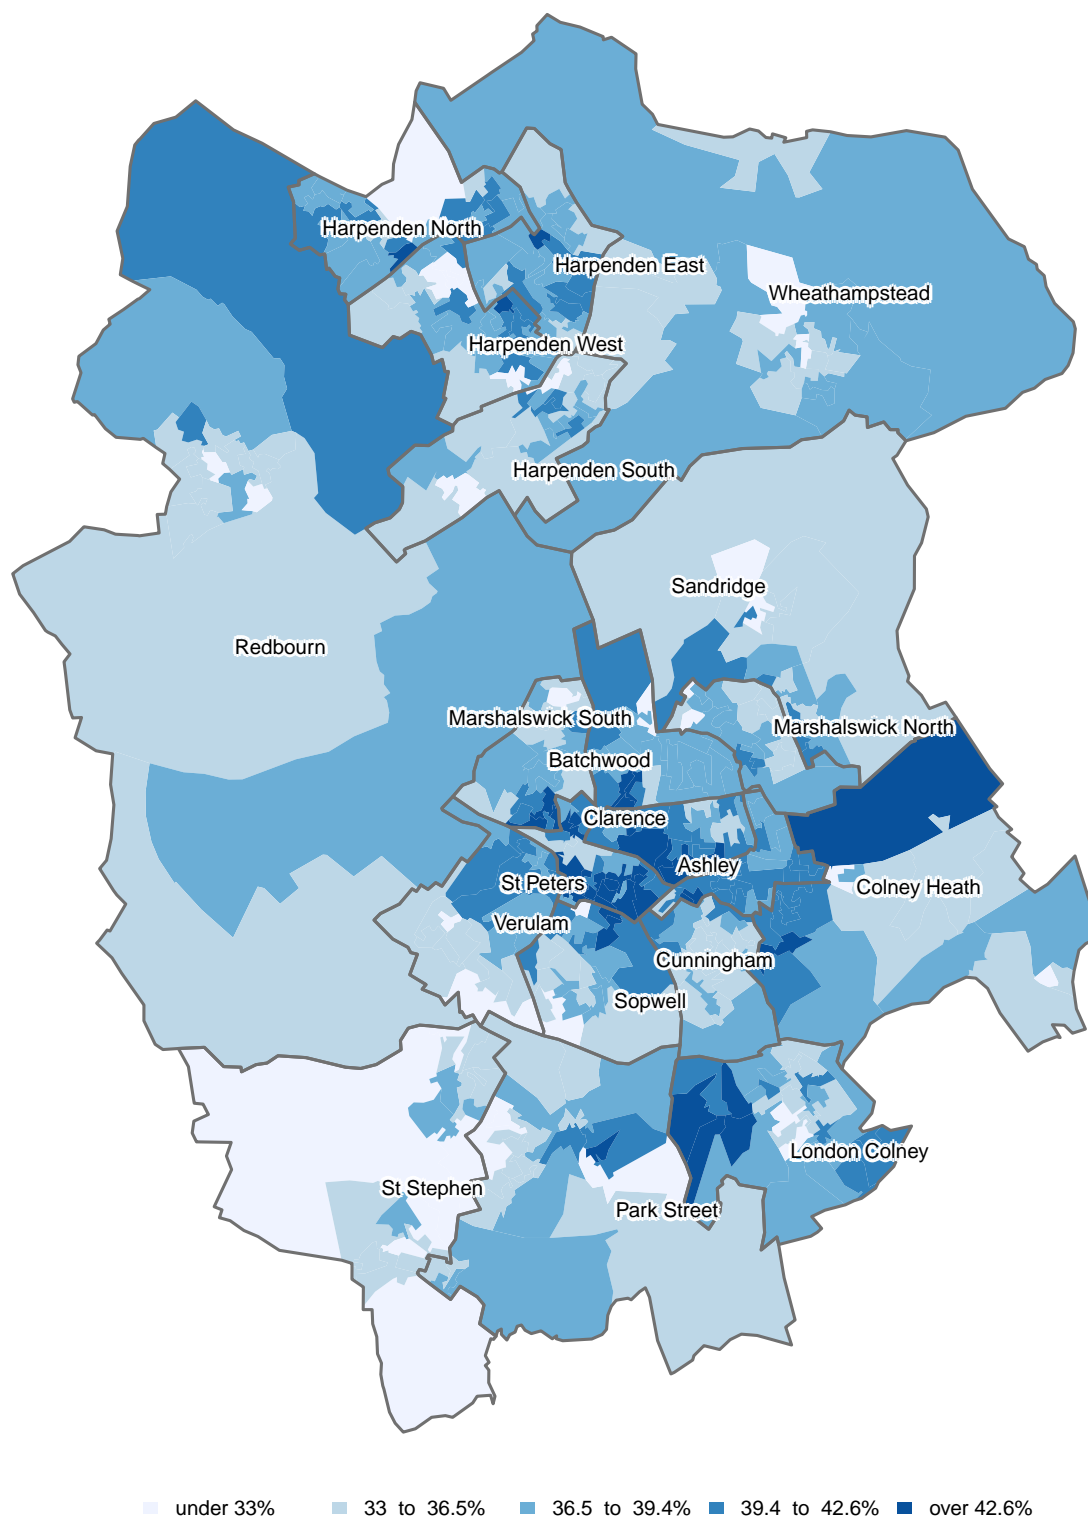 Harpenden North
Harpenden East
Wheathampstead
Harpenden West
Harpenden South
Sandridge
Redbourn
Marshalswick South
Marshalswick North
Batchwood
Clarence
Ashley
St Peters
Colney Heath
Verulam
Cunningham
Sopwell
London Colney
St Stephen
Park Street
under 33% 33 to 36.5% 36.5 to 39.4% 39.4 to 42.6% over 42.6%